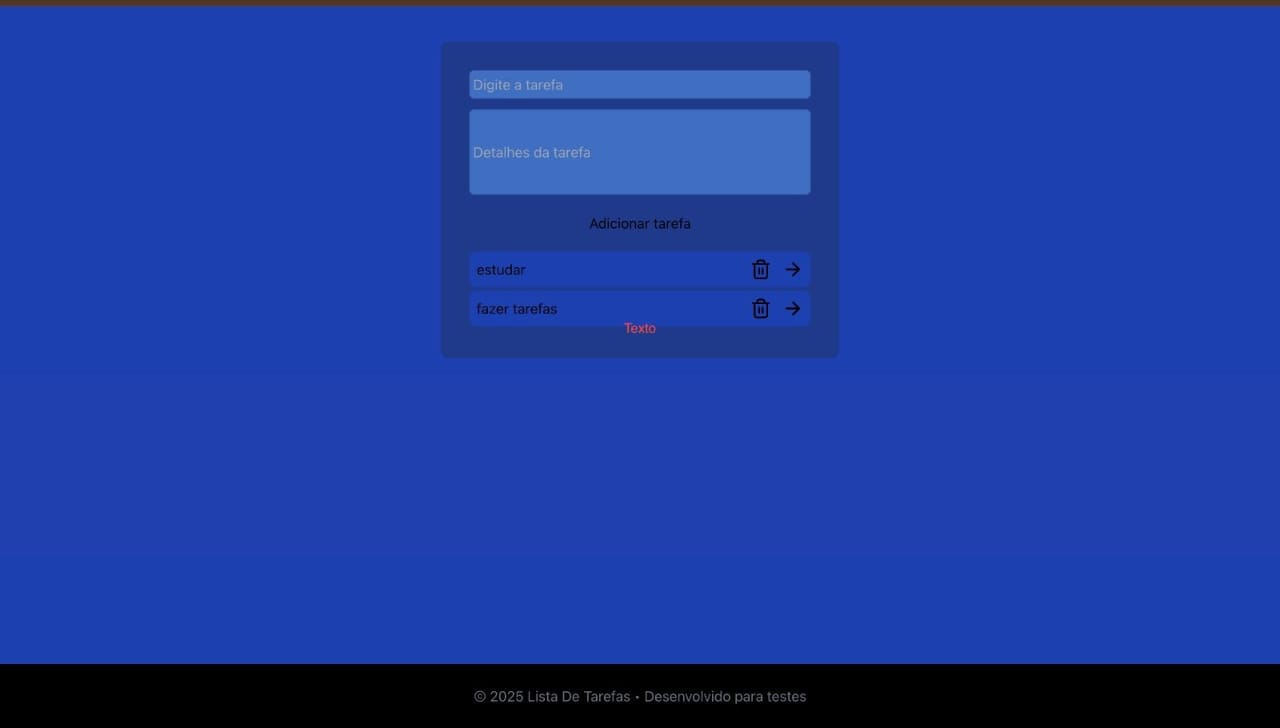 Digite a tarefa
Detalhes da tarefa
Adicionar tarefa
estudar
fazer tarefas
Texto
© 2025 Lista De Tarefas • Desenvolvido para testes